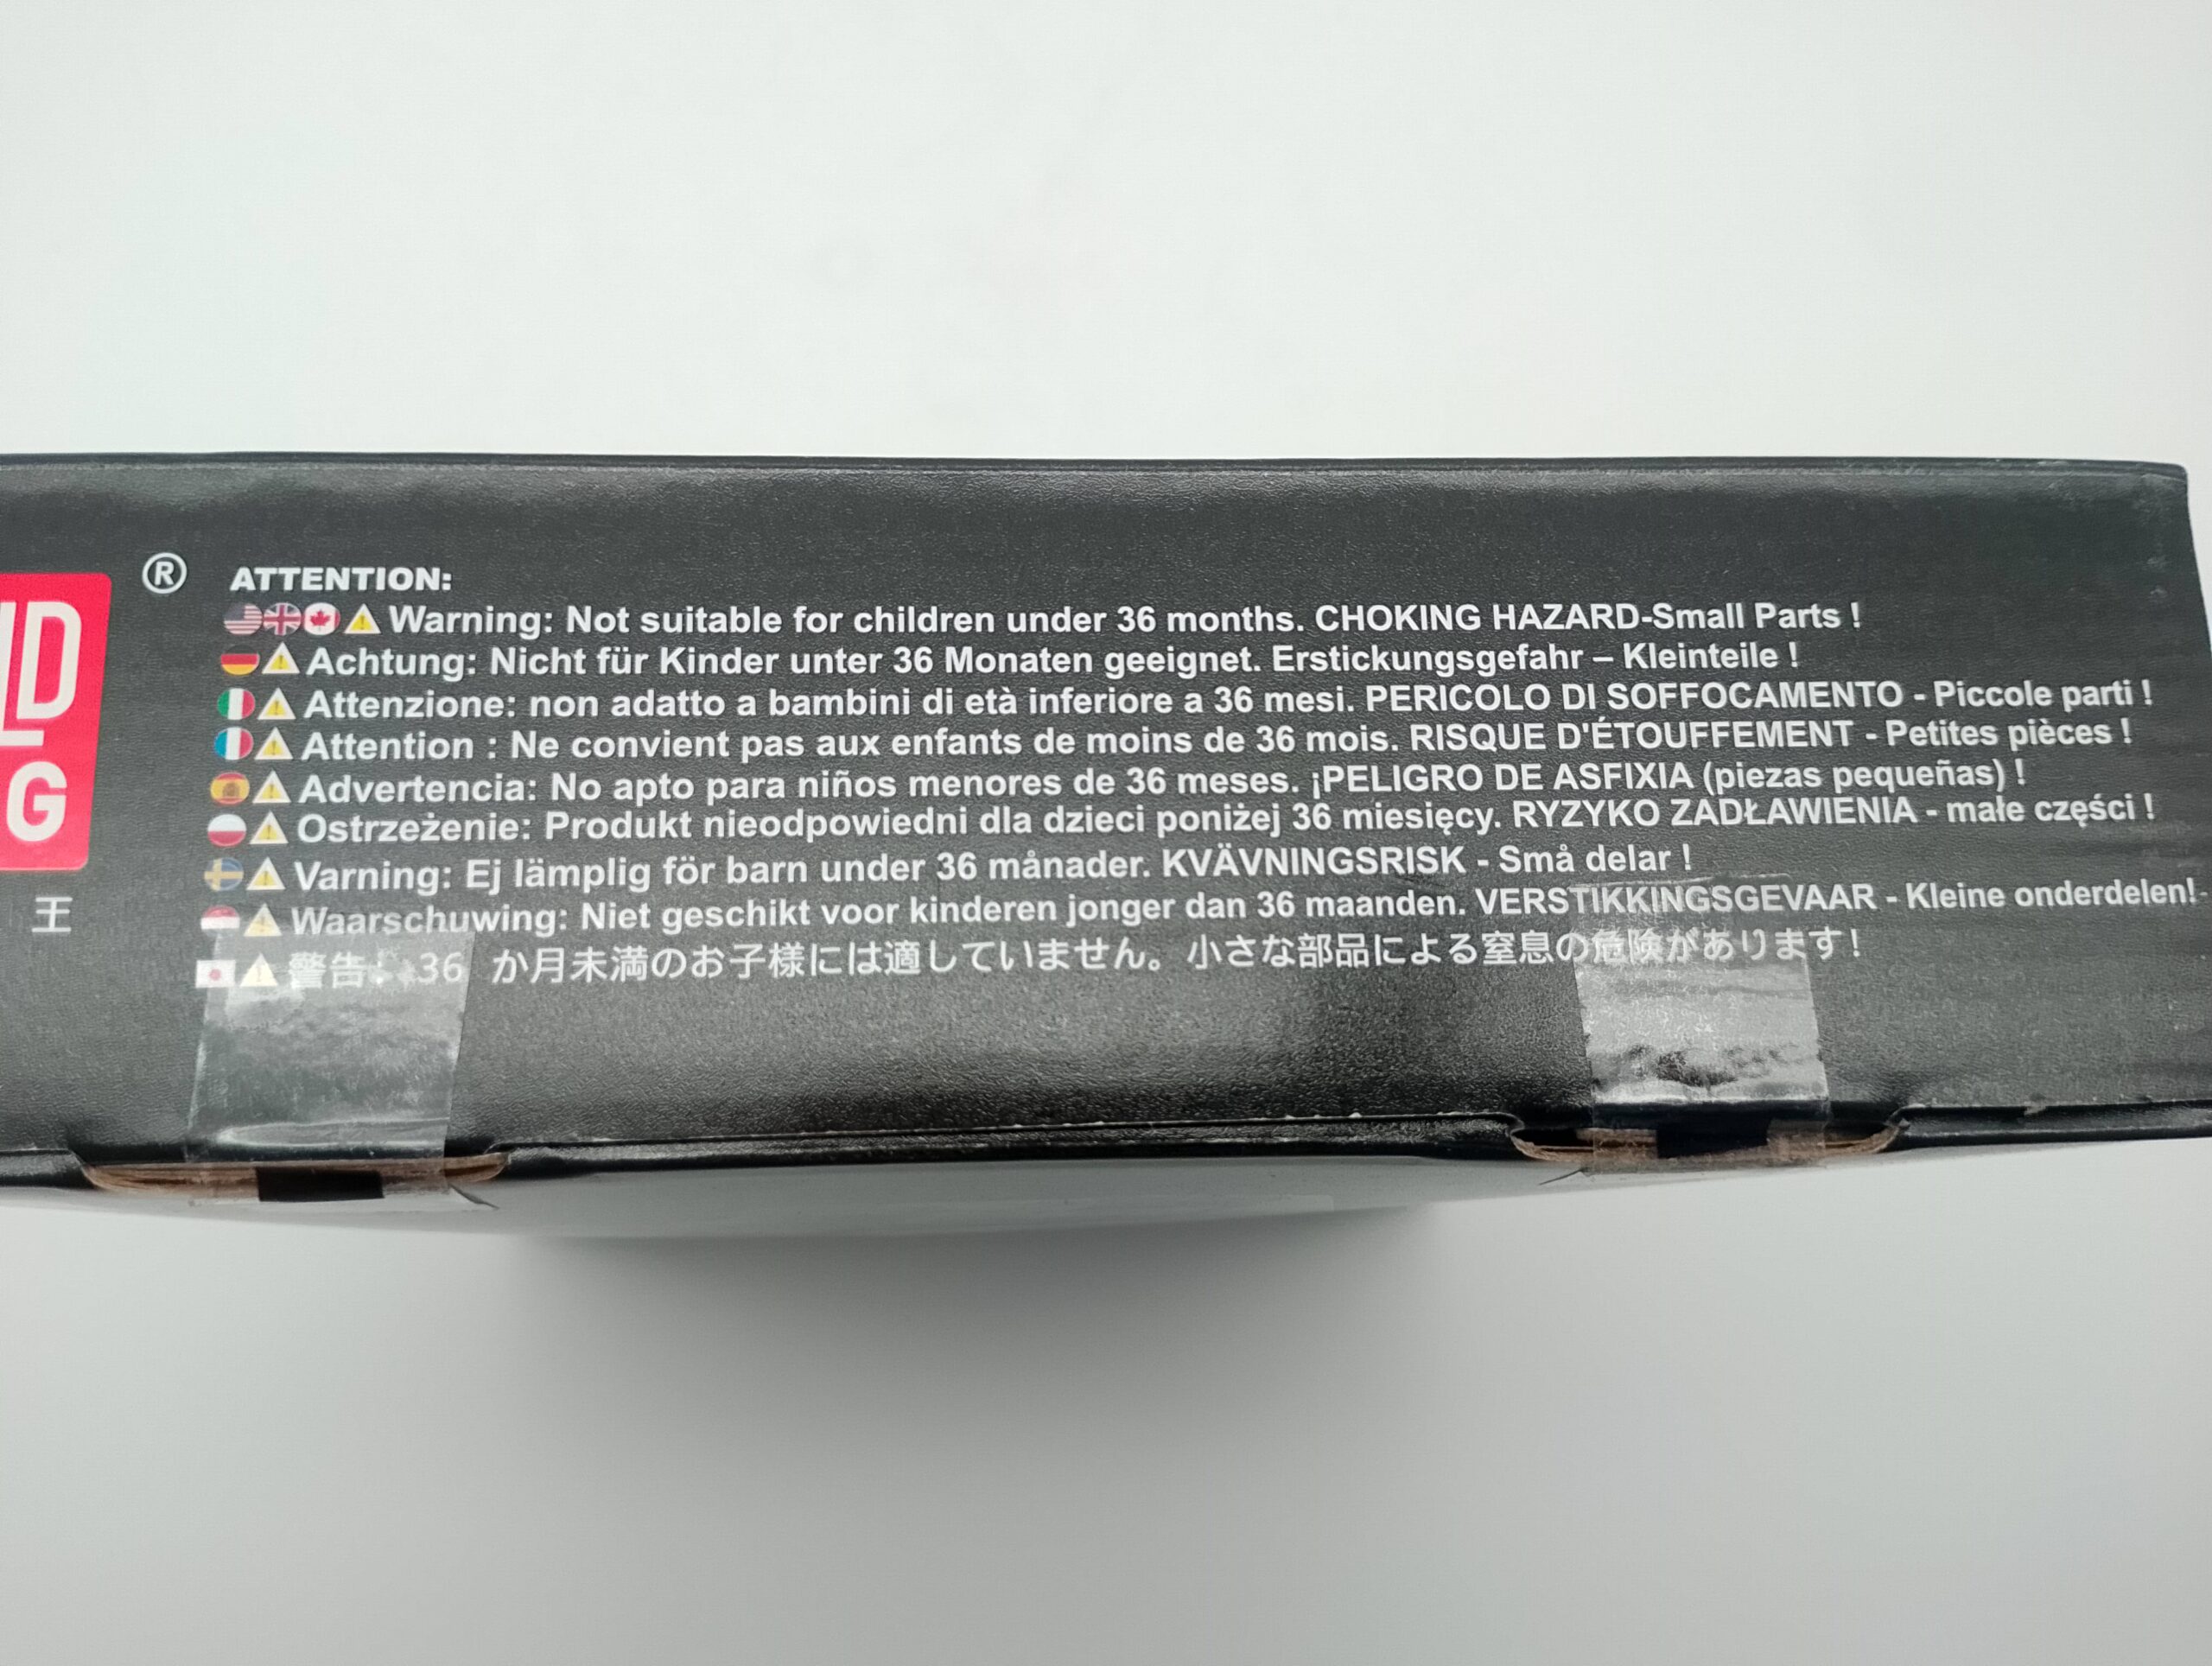 LD
G
®
王
ATTENTION:
Warning: Not suitable for children under 36 months. CHOKING HAZARD-Small Parts !
Achtung: Nicht für Kinder unter 36 Monaten geeignet. Erstickungsgefahr – Kleinteile !
Attenzione: non adatto a bambini di età inferiore a 36 mesi. PERICOLO DI SOFFOCAMENTO - Piccole parti !
Attention : Ne convient pas aux enfants de moins de 36 mois. RISQUE D'ÉTOUFFEMENT - Petites pièces !
Advertencia: No apto para niños menores de 36 meses. ¡PELIGRO DE ASFIXIA (piezas pequeñas) !
Ostrzeżenie: Produkt nieodpowiedni dla dzieci poniżej 36 miesięcy. RYZYKO ZADŁAWIENIA - małe części !
Varning: Ej lämplig för barn under 36 månader. KVÄVNINGSRISK - Små delar !
Waarschuwing: Niet geschikt voor kinderen jonger dan 36 maanden. VERSTIKKINGSGEVAAR - Kleine onderdelen!
警告: 36 か月未満のお子様には適していません。小さな部品による窒息の危険があります!